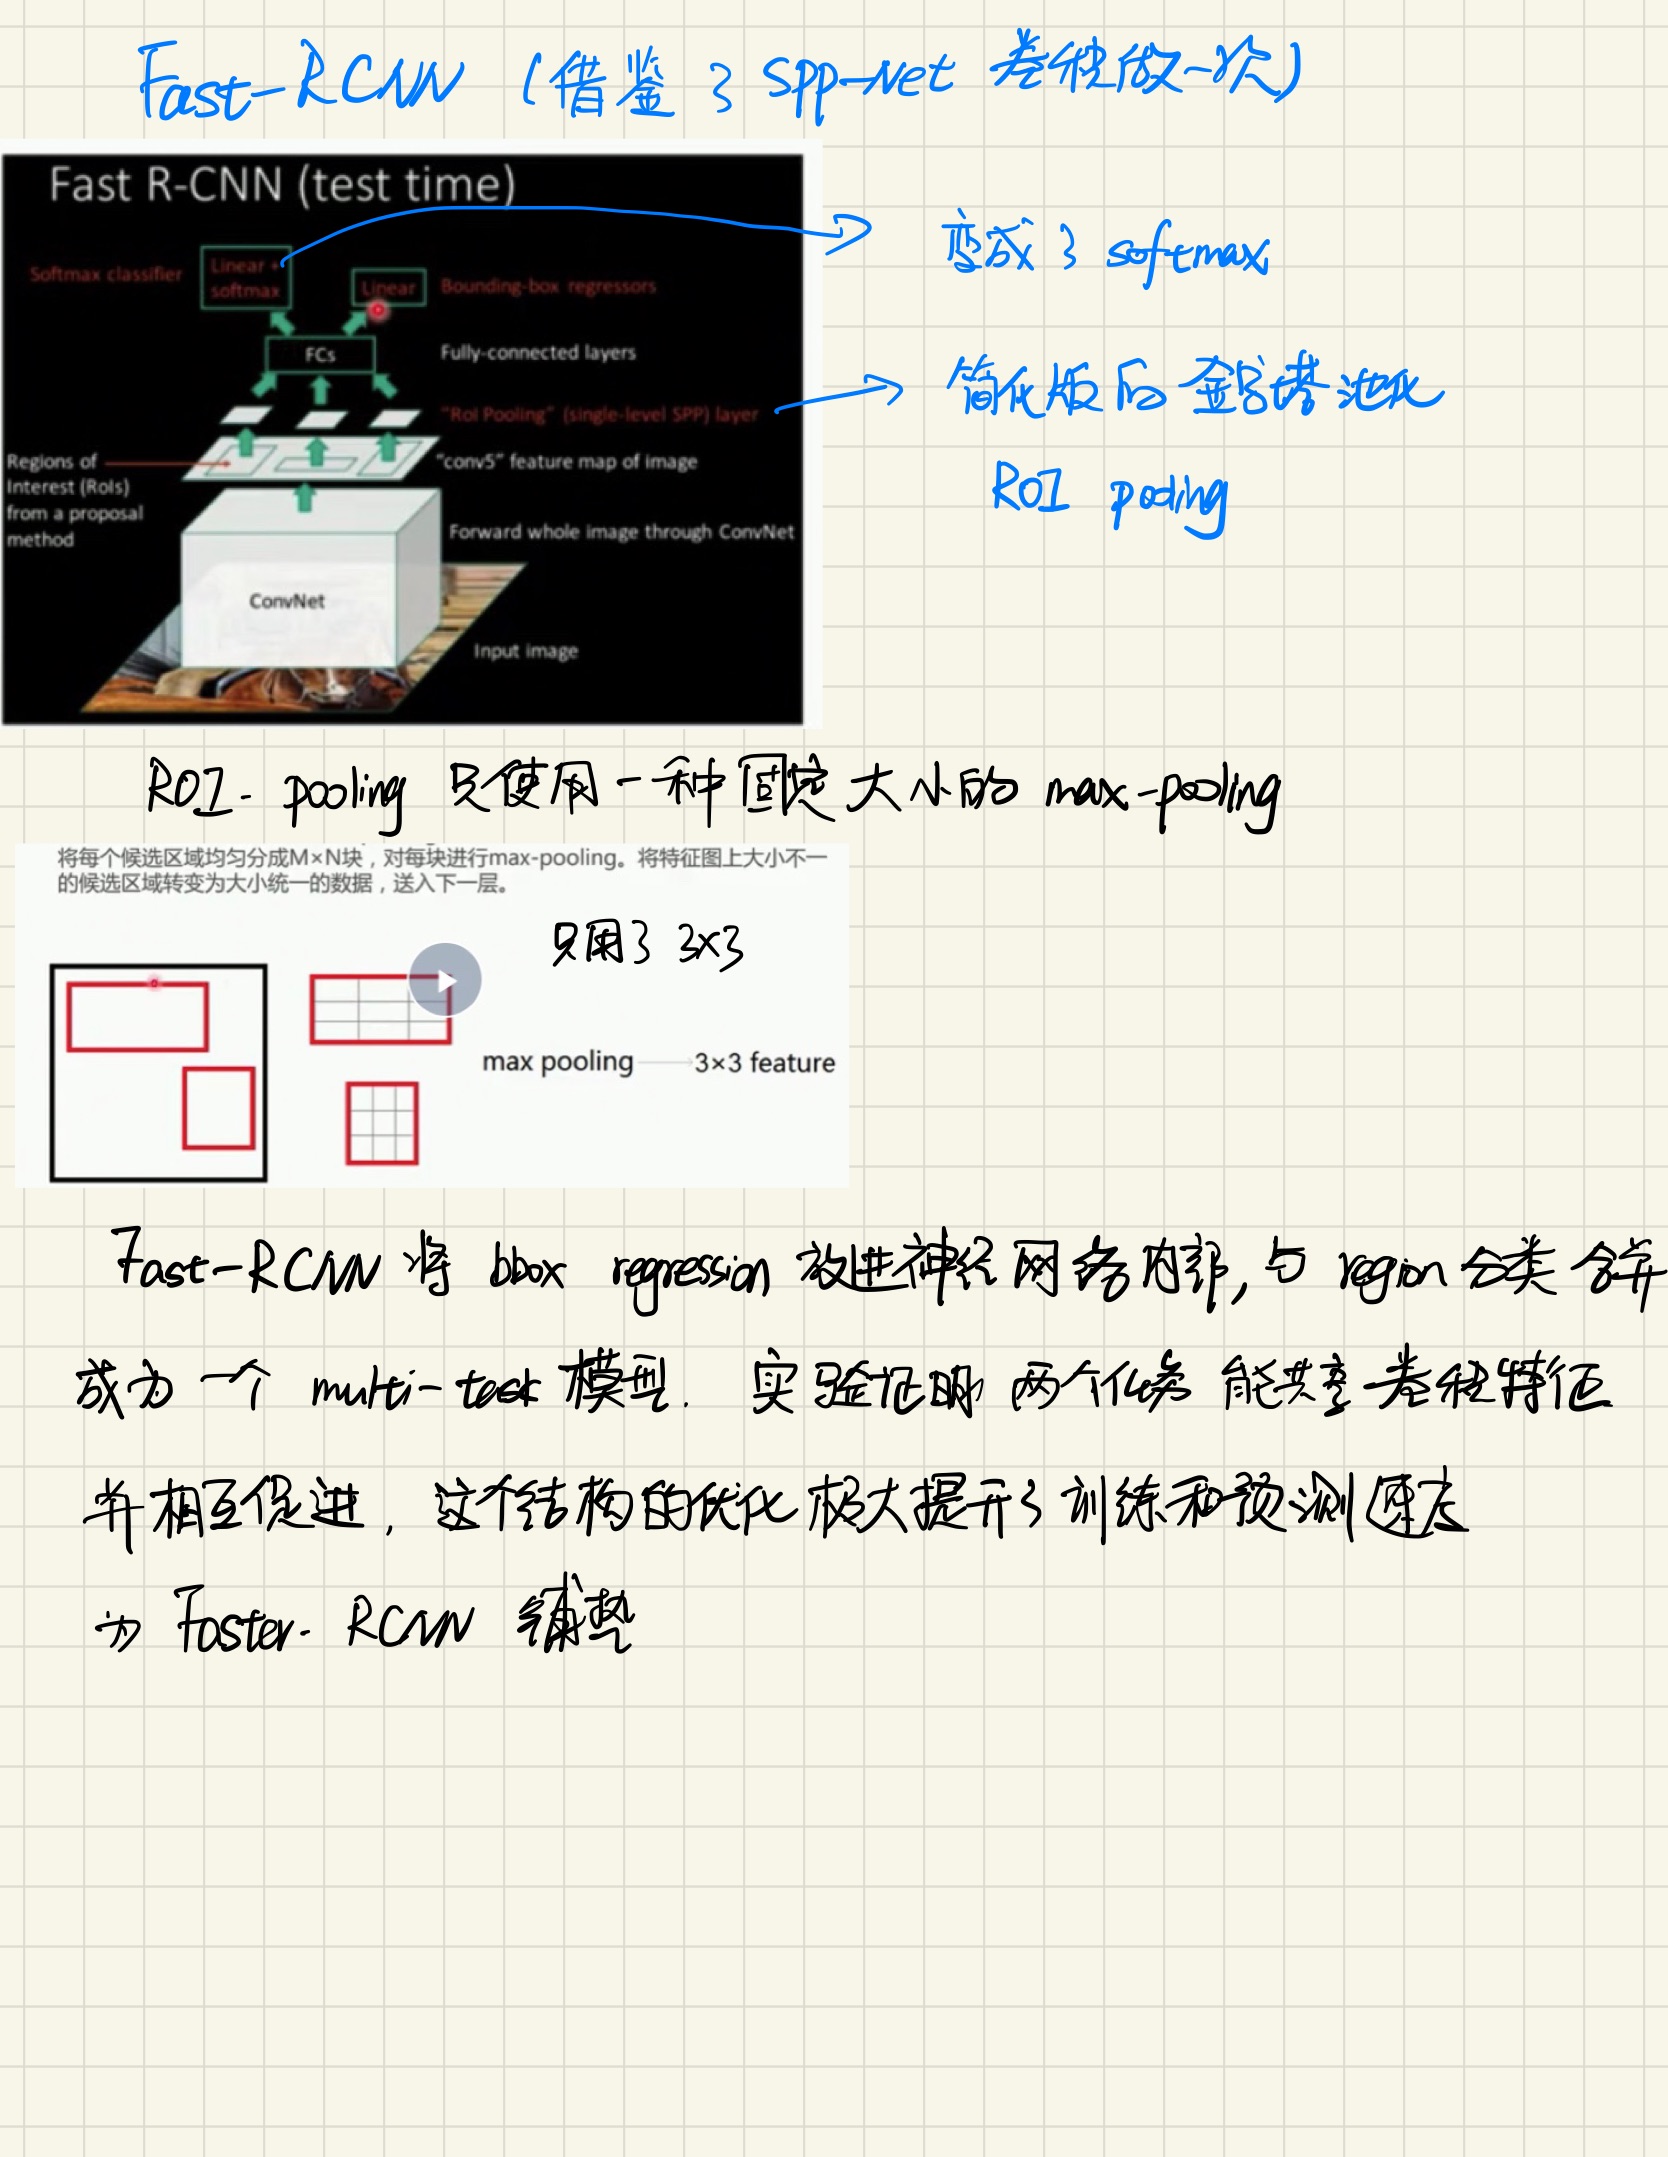 Fast-RCNN (借鉴了 SPP-Net 卷积做一次)
Fast R-CNN (test time)
变成了 softmax
Softmax classifier
Linear +
softmax
Linear
Bounding-box regressors
FCs
Fully-connected layers
简化版的金字塔池化
"RoI Pooling" (single-level SPP) layer
ROI pooling
Regions of
Interest (RoIs)
from a proposal
method
"conv5" feature map of image
Forward whole image through ConvNet
ConvNet
Input image
ROI-pooling 只使用一种固定大小的 max-pooling
将每个候选区域均匀分成M×N块，对每块进行max-pooling。将特征图上大小不一
的候选区域转变为大小统一的数据，送入下一层。
只用了 3×3
max pooling
3×3 feature
Fast-RCNN 将 bbox regression 放进神经网络内部, 与 region 分类合并
成为一个 multi-task 模型. 实验证明两个任务能共享卷积特征
并相互促进, 这个结构的优化极大提升了训练和预测速度
为 Faster-RCNN 铺垫